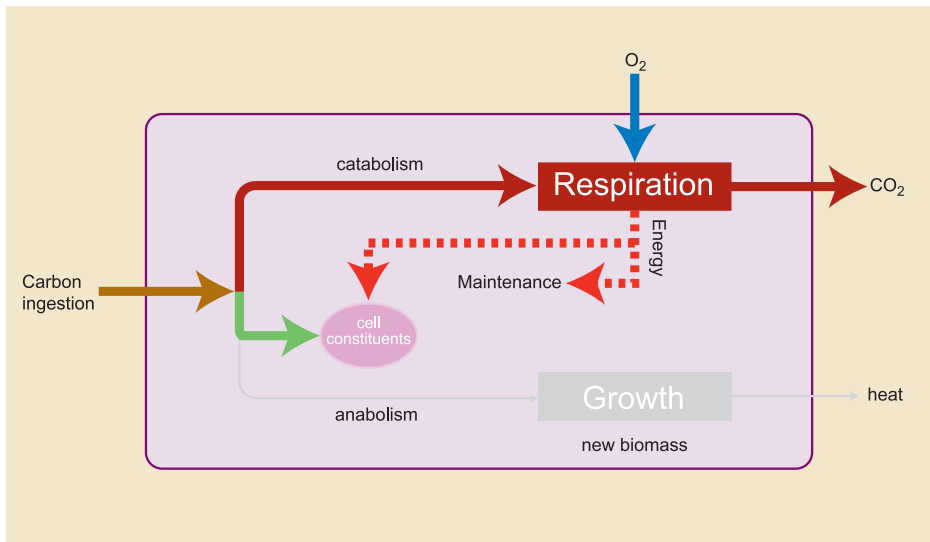 O₂
catabolism
Respiration
CO₂
Energy
Carbon
ingestion
Maintenance
cell
constituents
Growth
heat
anabolism
new biomass